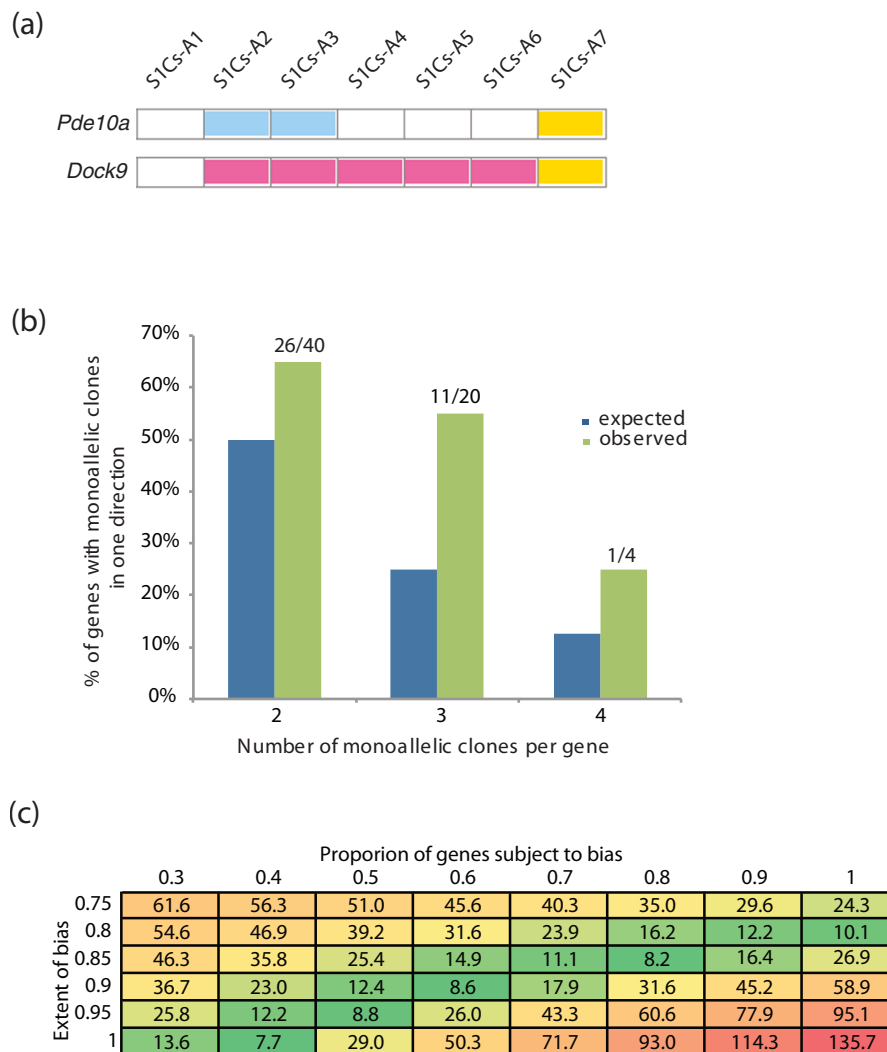 (a)
S1Cs-A1 S1Cs-A2 S1Cs-A3 S1Cs-A4 S1Cs-A5 S1Cs-A6 S1Cs-A7
Pde10a
Dock9
(b)
% of genes with monoallelic clones
in one direction
70%
60%
50%
40%
30%
20%
10%
0%
26/40
11/20
1/4
expected
observed
2 3 4
Number of monoallelic clones per gene
(c)
Proporion of genes subject to bias
0.3 0.4 0.5 0.6 0.7 0.8 0.9 1
Extent of bias
0.75 61.6 56.3 51.0 45.6 40.3 35.0 29.6 24.3
0.8 54.6 46.9 39.2 31.6 23.9 16.2 12.2 10.1
0.85 46.3 35.8 25.4 14.9 11.1 8.2 16.4 26.9
0.9 36.7 23.0 12.4 8.6 17.9 31.6 45.2 58.9
0.95 25.8 12.2 8.8 26.0 43.3 60.6 77.9 95.1
1 13.6 7.7 29.0 50.3 71.7 93.0 114.3 135.7